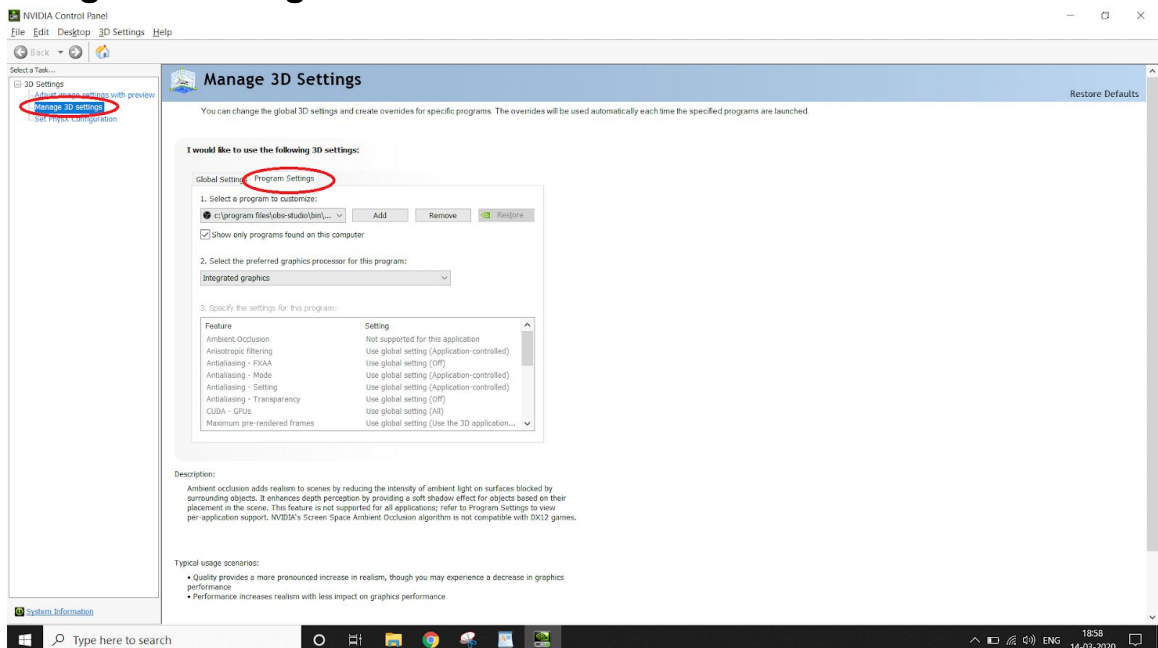 NVIDIA Control Panel
File Edit Desktop 3D Settings Help
Back
Select a Task...
3D Settings
Adjust image settings with preview
Manage 3D settings
Set PhysX Configuration
System Information
Manage 3D Settings
Restore Defaults
You can change the global 3D settings and create overrides for specific programs. The overrides will be used automatically each time the specified programs are launched.
I would like to use the following 3D settings:
Global Settings Program Settings
1. Select a program to customize:
c:\program files\obs-studio\bin\... Add Remove Restore
Show only programs found on this computer
2. Select the preferred graphics processor for this program:
Integrated graphics
3. Specify the settings for this program:
Feature Setting
Ambient Occlusion Not supported for this application
Anisotropic filtering Use global setting (Application-controlled)
Antialiasing - FXAA Use global setting (Off)
Antialiasing - Mode Use global setting (Application-controlled)
Antialiasing - Setting Use global setting (Application-controlled)
Antialiasing - Transparency Use global setting (Off)
CUDA - GPUs Use global setting (All)
Maximum pre-rendered frames Use global setting (Use the 3D application...
Description:
Ambient occlusion adds realism to scenes by reducing the intensity of ambient light on surfaces blocked by
surrounding objects. It enhances depth perception by providing a soft shadow effect for objects based on their
placement in the scene. This feature is not supported for all applications; refer to Program Settings to view
per-application support. NVIDIA's Screen Space Ambient Occlusion algorithm is not compatible with DX12 games.
Typical usage scenarios:
• Quality provides a more pronounced increase in realism, though you may experience a decrease in graphics
performance
• Performance increases realism with less impact on graphics performance
Type here to search
ENG
18:58
14-03-2020